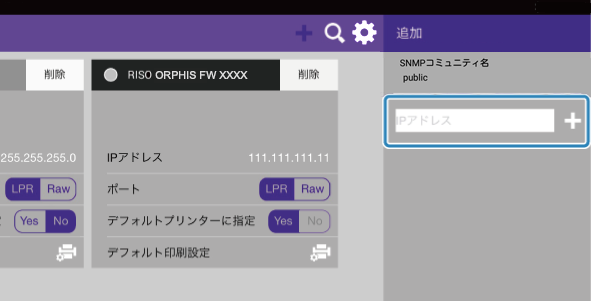 追加
SNMPコミュニティ名
public
IPアドレス
削除
RISO ORPHIS FW XXXX 削除
255.255.255.0
IPアドレス 111.111.111.11
LPR Raw
ポート LPR Raw
Yes No
デフォルトプリンターに指定 Yes No
デフォルト印刷設定